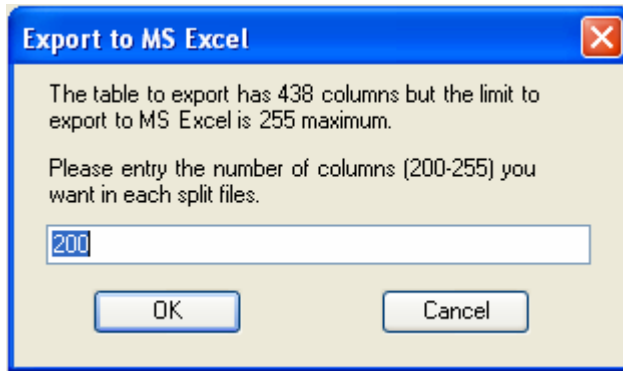 Export to MS Excel
The table to export has 438 columns but the limit to
export to MS Excel is 255 maximum.
Please entry the number of columns (200-255) you
want in each split files.
200
OK
Cancel